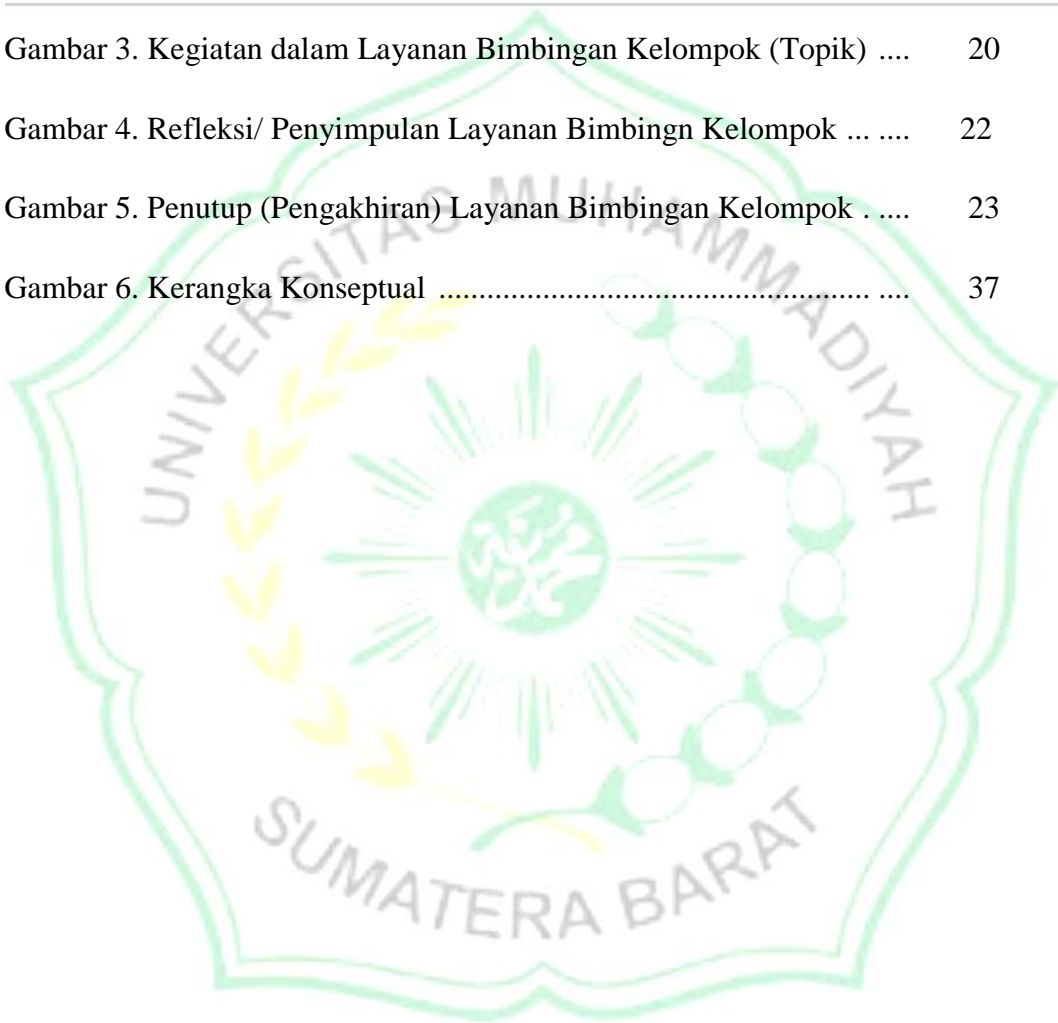 Gambar 3. Kegiatan dalam Layanan Bimbingan Kelompok (Topik) .... 20
Gambar 4. Refleksi/ Penyimpulan Layanan Bimbingn Kelompok ... .... 22
Gambar 5. Penutup (Pengakhiran) Layanan Bimbingan Kelompok . .... 23
Gambar 6. Kerangka Konseptual ........................................................ .... 37
UNIVERSITAS MUHAMMADIYAH
SUMATERA BARAT